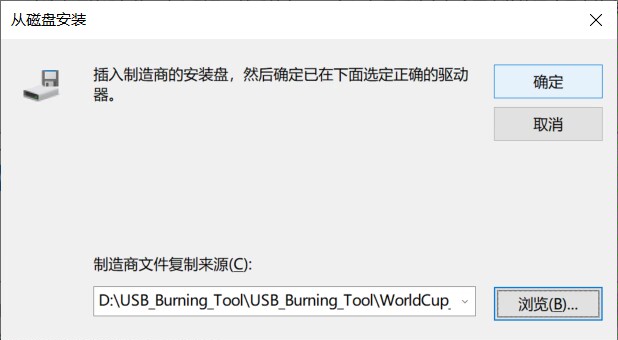 从磁盘安装
插入制造商的安装盘，然后确定已在下面选定正确的驱动
器。
确定
取消
制造商文件复制来源(C):
D:\USB_Burning_Tool\USB_Burning_Tool\WorldCup_
浏览(B)...